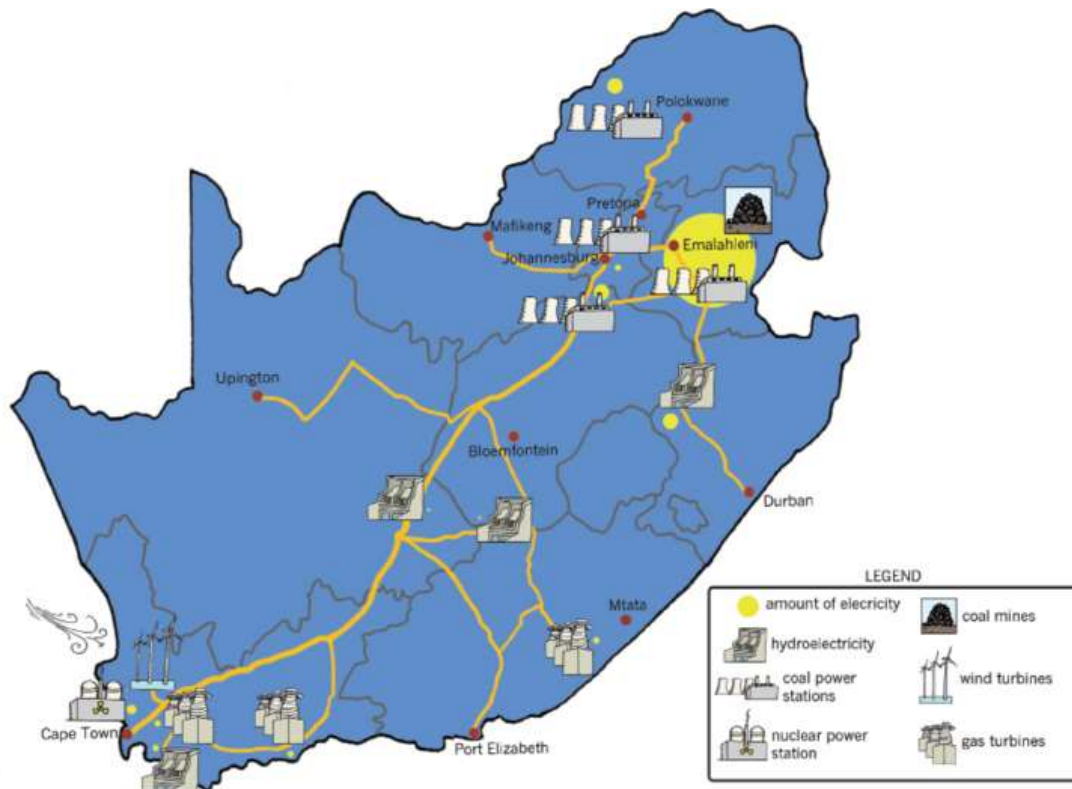 Polokwane
Pretopa
Mafikeng
Emalahleni
Johannesburg
Upington
Bloemfontein
Durban
Mtata
Cape Town
Port Elizabeth
LEGEND
amount of elecricity
coal mines
hydroelectricity
coal power
stations
wind turbines
nuclear power
station
gas turbines